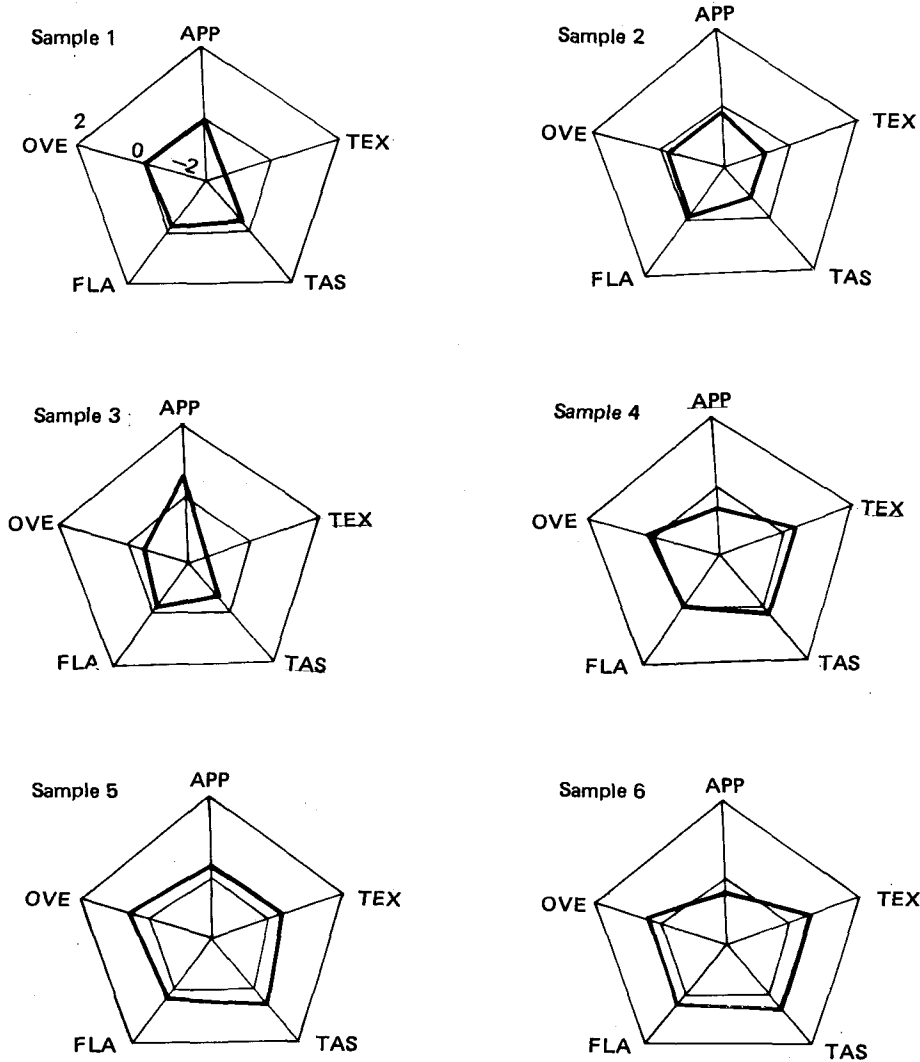 Sample 1
APP
TEX
TAS
FLA
OVE
2
0
-2
Sample 2
APP
TEX
TAS
FLA
OVE
Sample 3
APP
TEX
TAS
FLA
OVE
Sample 4
APP
TEX
TAS
FLA
OVE
Sample 5
APP
TEX
TAS
FLA
OVE
Sample 6
APP
TEX
TAS
FLA
OVE